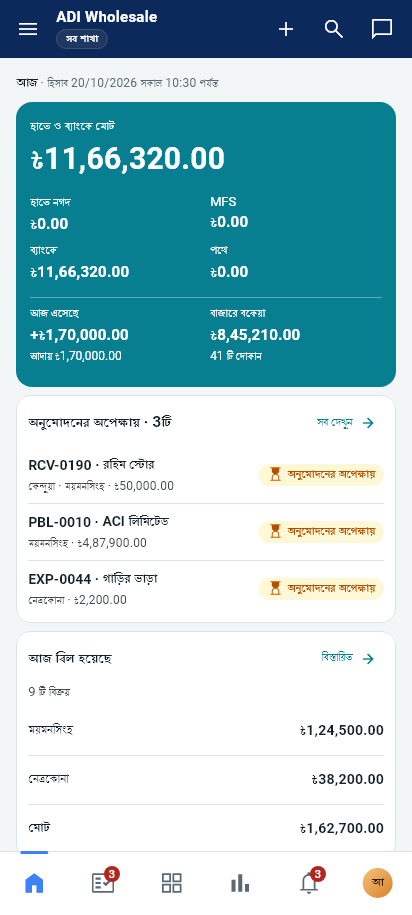 ADI Wholesale
সব শাখা
আজ · হিসাব 20/10/2026 সকাল 10:30 পর্যন্ত
হাতে ও ব্যাংকে মোট
৳11,66,320.00
হাতে নগদ
MFS
৳0.00
৳0.00
ব্যাংকে
পথে
৳11,66,320.00
৳0.00
আজ এসেছে
বাজারে বকেয়া
+৳1,70,000.00
৳8,45,210.00
আদায় ৳1,70,000.00
41 টি দোকান
অনুমোদনের অপেক্ষায় · 3টি
সব দেখুন
RCV-0190 · রহিম স্টোর
কেন্দুয়া · ময়মনসিংহ · ৳50,000.00
অনুমোদনের অপেক্ষায়
PBL-0010 · ACI লিমিটেড
ময়মনসিংহ · ৳4,87,900.00
অনুমোদনের অপেক্ষায়
EXP-0044 · গাড়ির ভাড়া
নেত্রকোনা · ৳2,200.00
অনুমোদনের অপেক্ষায়
আজ বিল হয়েছে
বিস্তারিত
9 টি বিক্রয়
ময়মনসিংহ
৳1,24,500.00
নেত্রকোনা
৳38,200.00
মোট
৳1,62,700.00
3
3
আ